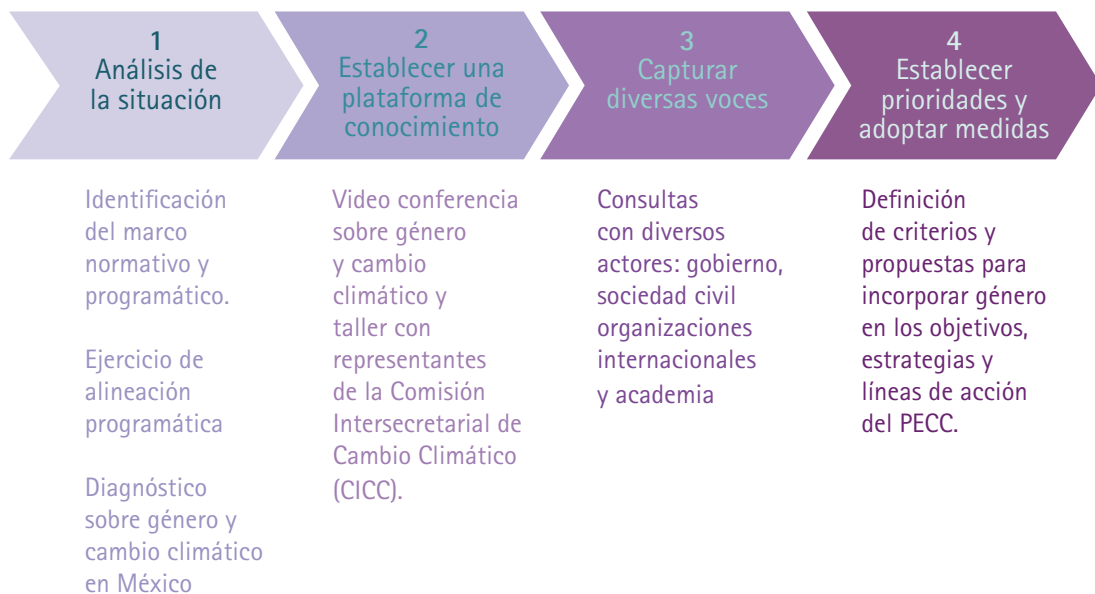 1
Análisis de
la situación
Identificación
del marco
normativo y
programático.
Ejercicio de
alineación
programática
Diagnóstico
sobre género y
cambio climático
en México
2
Establecer una
plataforma de
conocimiento
Video conferencia
sobre género
y cambio
climático y
taller con
representantes
de la Comisión
Intersecretarial de
Cambio Climático
(CICC).
3
Capturar
diversas voces
Consultas
con diversos
actores: gobierno,
sociedad civil
organizaciones
internacionales
y academia
4
Establecer
prioridades y
adoptar medidas
Definición
de criterios y
propuestas para
incorporar género
en los objetivos,
estrategias y
líneas de acción
del PECC.